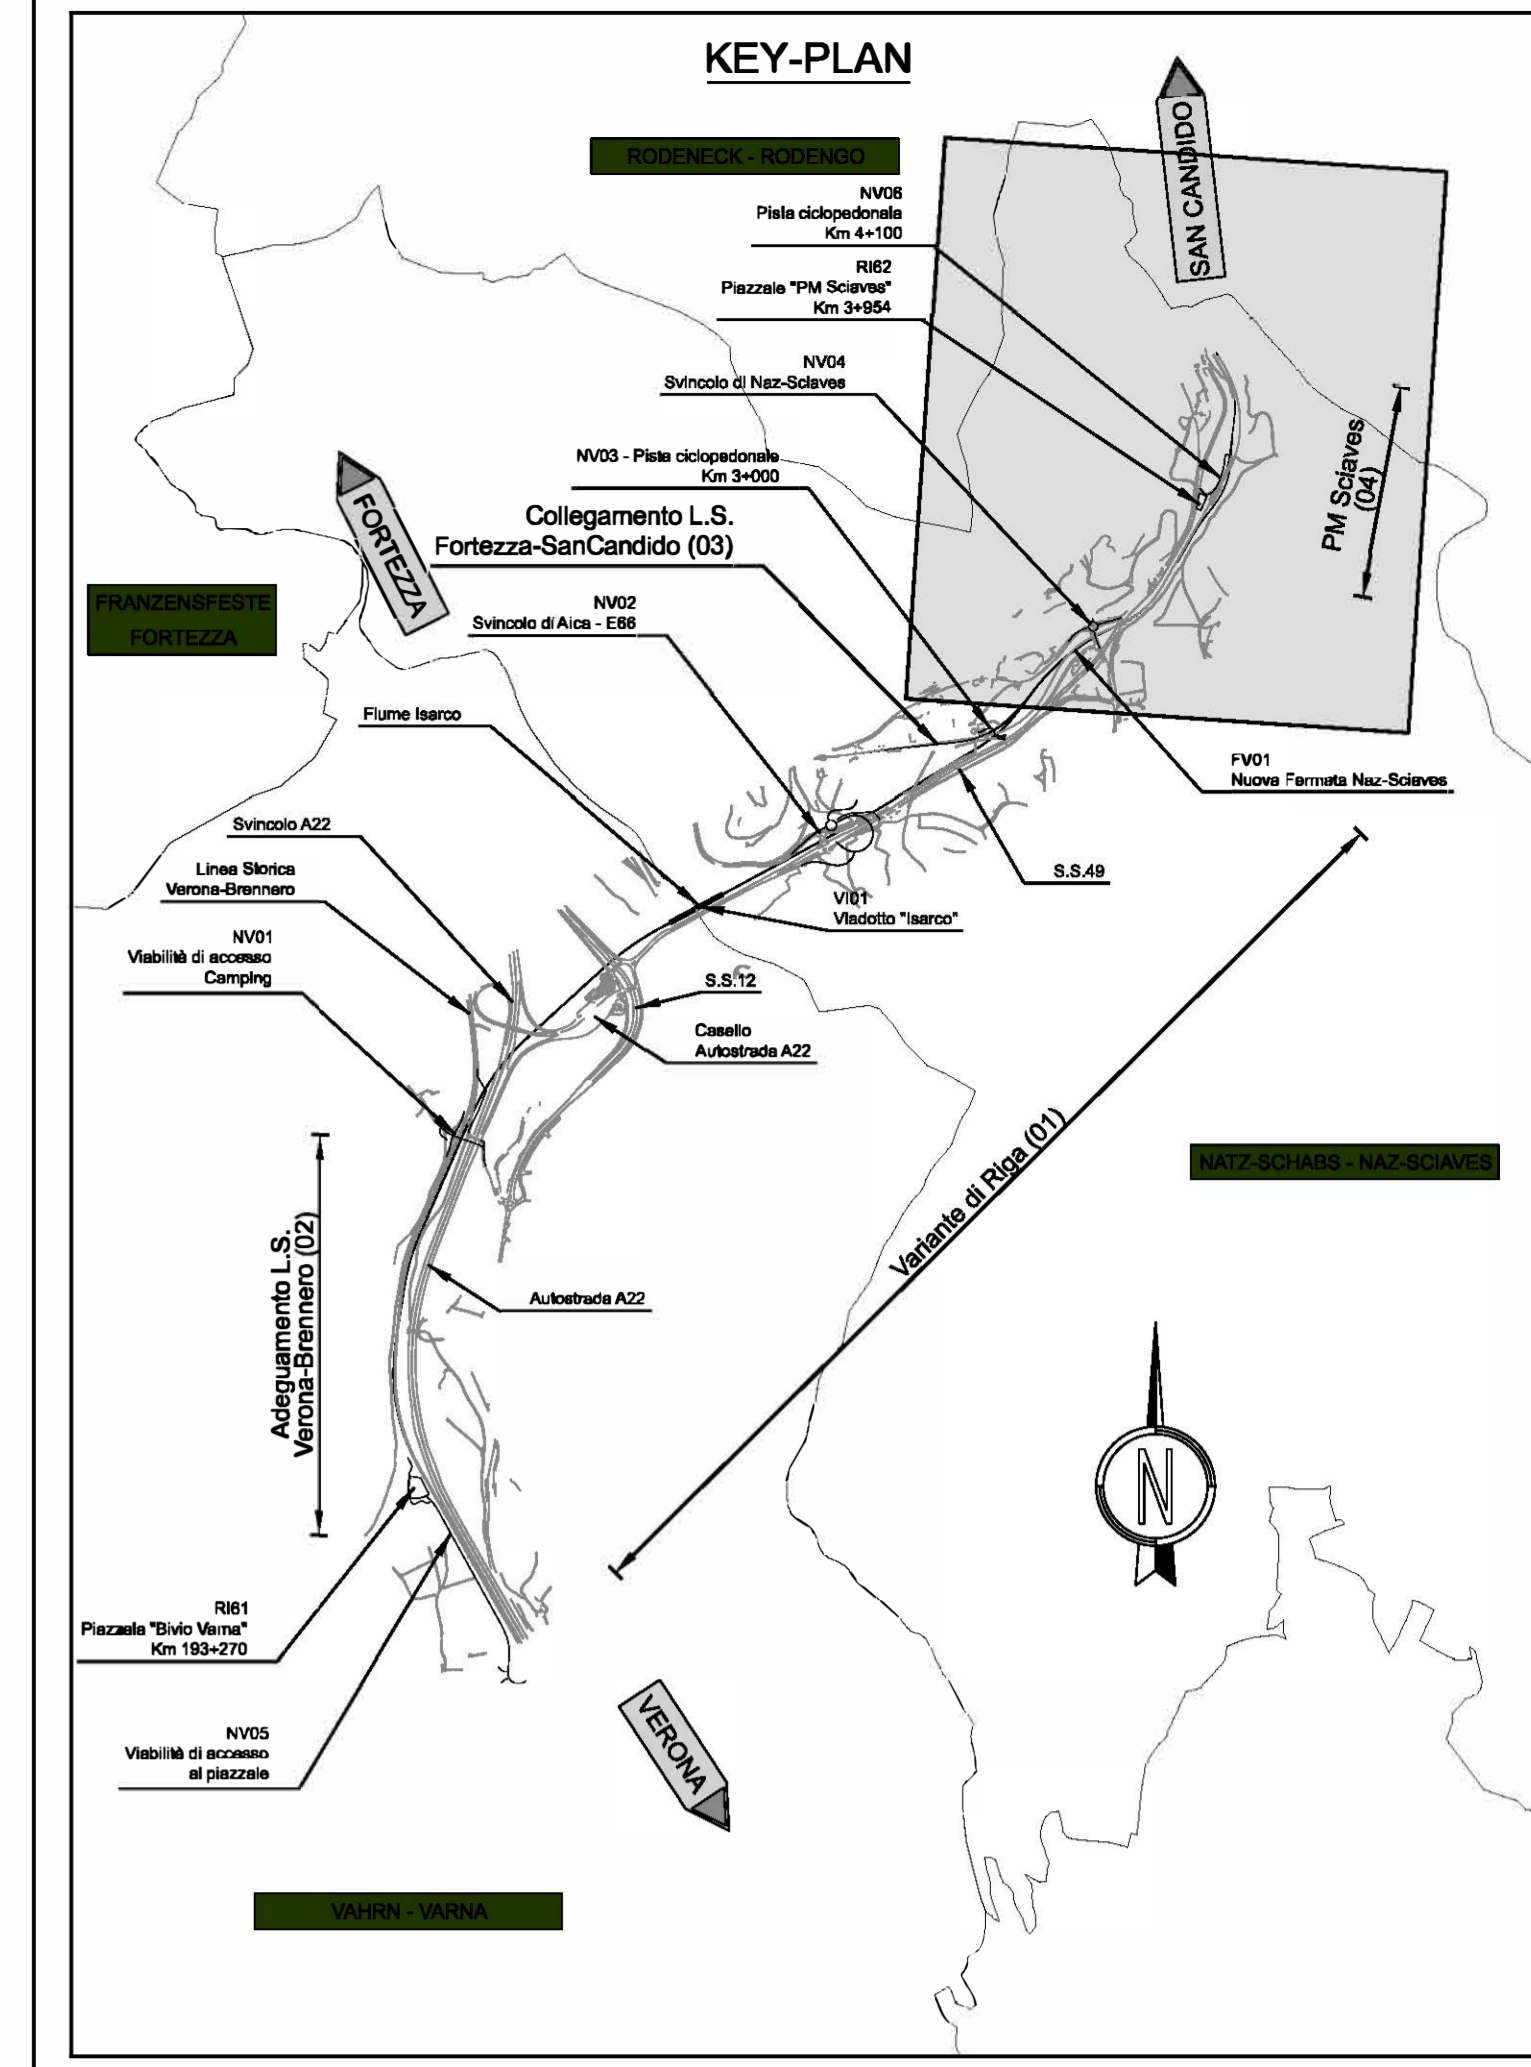 KEY-PLAN
SAN CANDIDO
RODENECK - RODENGO
NV06
Pista ciclopedonala
Km 4+100
RI62
Piazzale "PM Sciaves"
Km 3+954
NV04
Svincolo di Naz-Sciaves
NV03 - Pista ciclopedonale
Km 3+000
PM Sciaves
(04)
FORTEZZA
Collegamento L.S.
Fortezza-SanCandido (03)
FRANZENSFESTE
FORTEZZA
NV02
Svincolo di Aica - E66
Fiume Isarco
FV01
Nuova Fermata Naz-Sciaves
Svincolo A22
Linea Storica
Verona-Brennero
S.S.49
VI01
Viadotto "Isarco"
NV01
Viabilità di accesso
Camping
S.S.12
Casello
Autostrada A22
Variante di Riga (01)
NATZ-SCHABS - NAZ-SCIAVES
Adeguamento L.S.
Verona-Brennero (02)
Autostrada A22
N
RI61
Piazzala "Bivio Varna"
Km 193+270
VERONA
NV05
Viabilità di accesso
al piazzale
VAHRN - VARNA